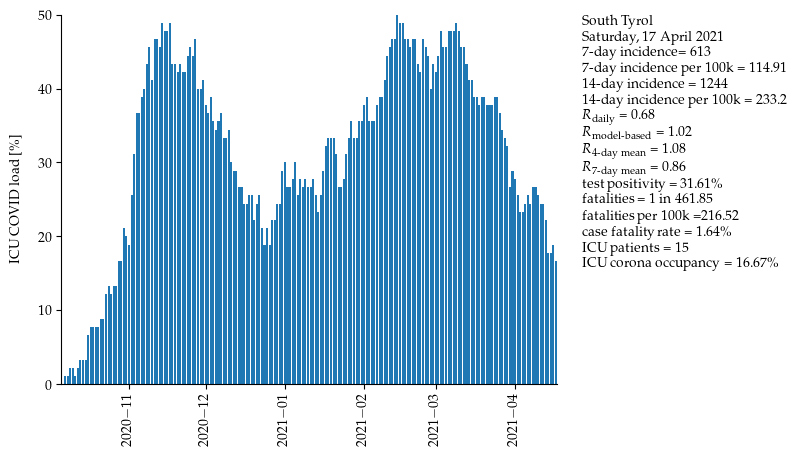 50
40
30
20
10
0
ICU COVID load [%]
2020−11
2020−12
2021−01
2021−02
2021−03
2021−04
South Tyrol
Saturday, 17 April 2021
7-day incidence= 613
7-day incidence per 100k = 114.91
14-day incidence = 1244
14-day incidence per 100k = 233.2
Rdaily = 0.68
Rmodel-based = 1.02
R4-day mean = 1.08
R7-day mean = 0.86
test positivity = 31.61%
fatalities = 1 in 461.85
fatalities per 100k =216.52
case fatality rate = 1.64%
ICU patients = 15
ICU corona occupancy = 16.67%